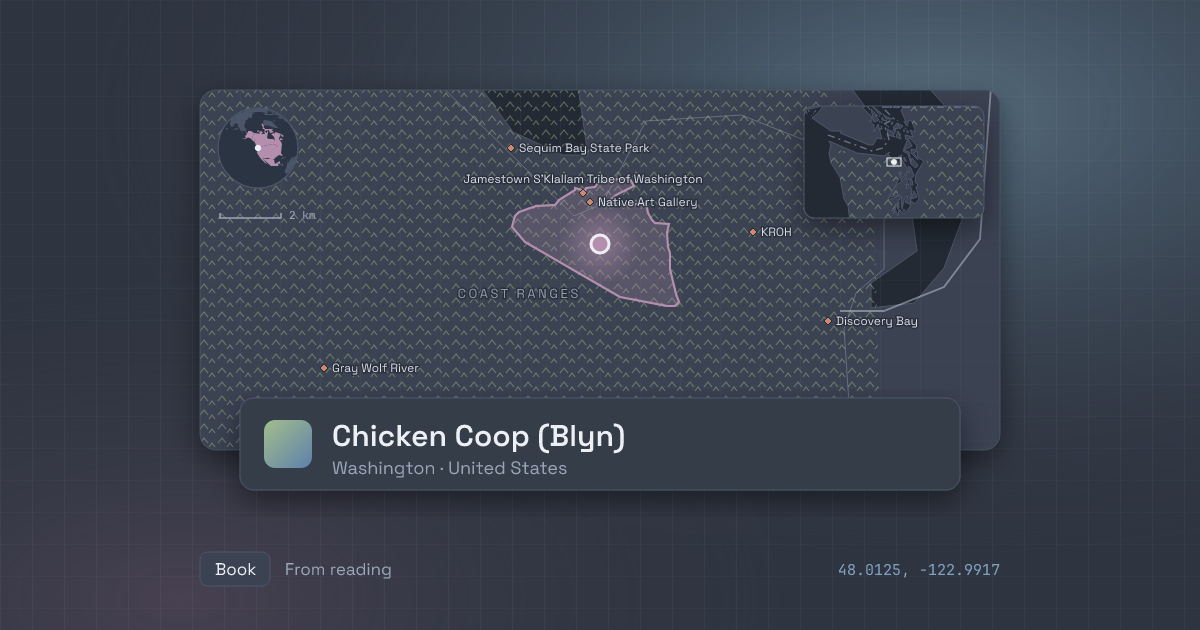 Sequim Bay State Park
Jamestown S'Klallam Tribe of Washington
Native Art Gallery
2 km
KROH
COAST RANGES
Discovery Bay
Gray Wolf River
Chicken Coop (Blyn)
Washington · United States
Book
From reading
48.0125, -122.9917